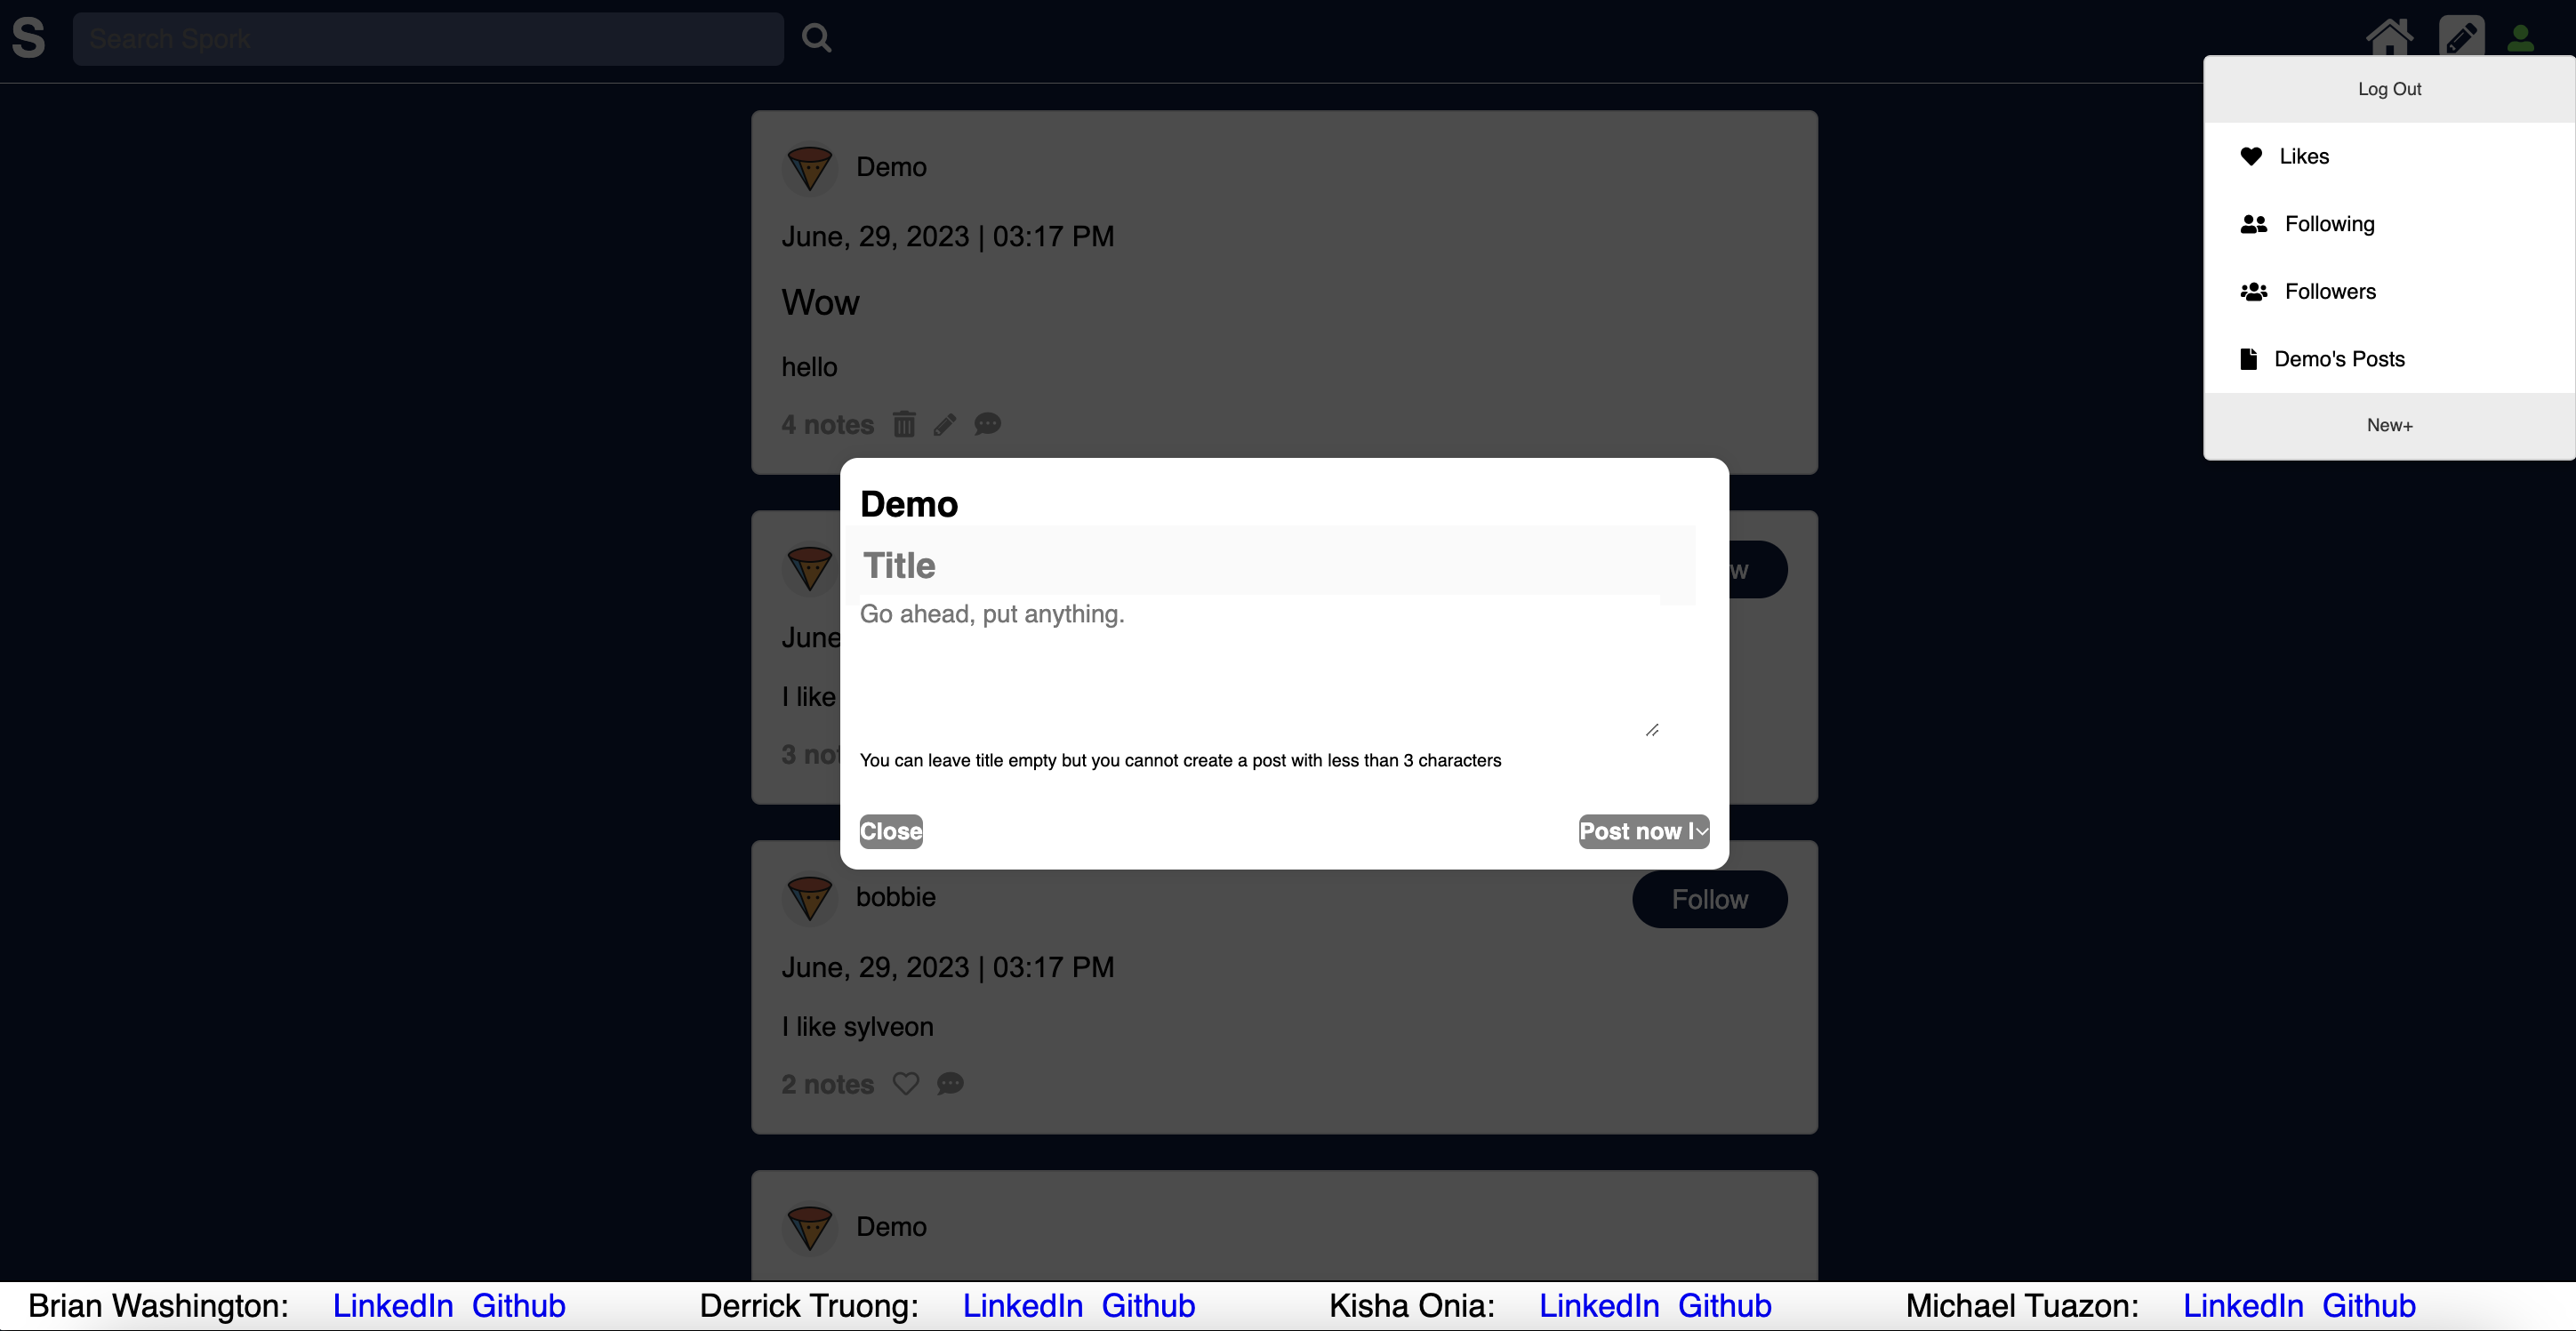 S
Search Spork
Log Out
Likes
Following
Followers
Demo's Posts
New+
Demo
June, 29, 2023 | 03:17 PM
Wow
hello
4 notes
Demo
Title
Go ahead, put anything.
You can leave title empty but you cannot create a post with less than 3 characters
Close
Post now |
w
June
I like
3 not
bobbie
Follow
June, 29, 2023 | 03:17 PM
I like sylveon
2 notes
Demo
Brian Washington: LinkedIn Github Derrick Truong: LinkedIn Github Kisha Onia: LinkedIn Github Michael Tuazon: LinkedIn Github